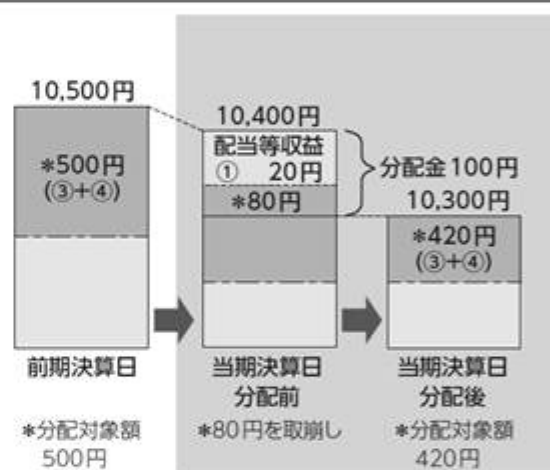 10,500円
*500円
(③+④)
前期決算日
*分配対象額
500円
10,400円
配当等収益
① 20円
*80円
分配金100円
当期決算日
分配前
*80円を取崩し
10,300円
*420円
(③+④)
当期決算日
分配後
*分配対象額
420円